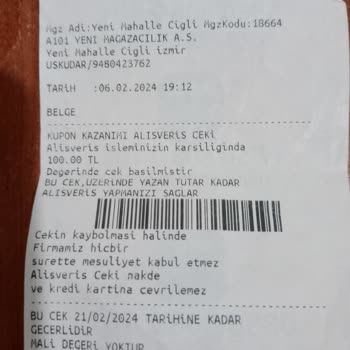 Mgz Adi:Yeni Mahalle Cigli MgzKodu:1B664
A101 YENI MAGAZACILIK A.S.
Yeni Mahalle Cigli izmir
USKUDAR/9480423762
TARIH :06.02.2024 19:12
BELGE
KUPON KAZANIMI ALISVERIS CEKI
Alisveris isleminizin karsiliginda
100.00 TL
Degerinde cek basilmistir
BU CEK,UZERINDE YAZAN TUTAR KADAR
ALISVERIS YAPMANIZI SAGLAR
Cekin kaybolmasi halinde
Firmamiz hicbir
surette mesuliyet kabul etmez
Alisveris Ceki nakde
ve kredi kartina cevrilemez
BU CEK 21/02/2024 TARIHINE KADAR
GECERLIDIR
MALI DEGERI YOKTUR